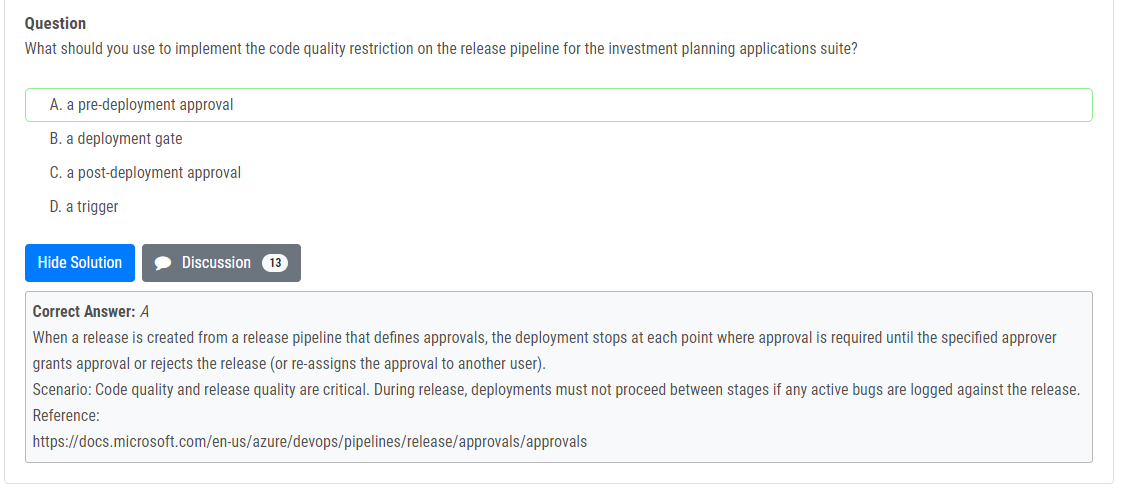 Question
What should you use to implement the code quality restriction on the release pipeline for the investment planning applications suite?
A. a pre-deployment approval
B. a deployment gate
C. a post-deployment approval
D. a trigger
Hide Solution
Discussion 13
Correct Answer: A
When a release is created from a release pipeline that defines approvals, the deployment stops at each point where approval is required until the specified approver
grants approval or rejects the release (or re-assigns the approval to another user).
Scenario: Code quality and release quality are critical. During release, deployments must not proceed between stages if any active bugs are logged against the release.
Reference:
https://docs.microsoft.com/en-us/azure/devops/pipelines/release/approvals/approvals